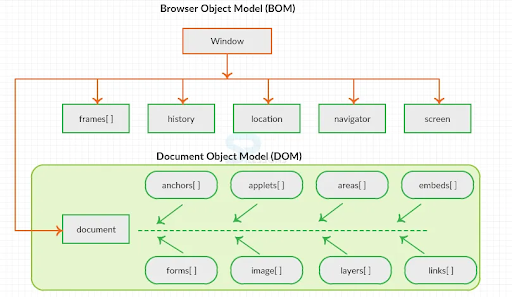 Browser Object Model (BOM)
Window
frames[ ]
history
location
navigator
screen
Document Object Model (DOM)
anchors[ ]
applets[ ]
areas[ ]
embeds[ ]
document
forms[ ]
image[ ]
layers[ ]
links[ ]